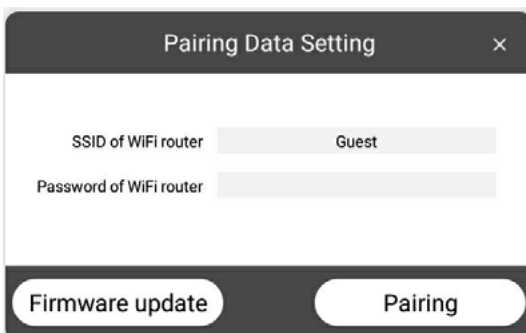 Pairing Data Setting ×
SSID of WiFi router Guest
Password of WiFi router
Firmware update Pairing